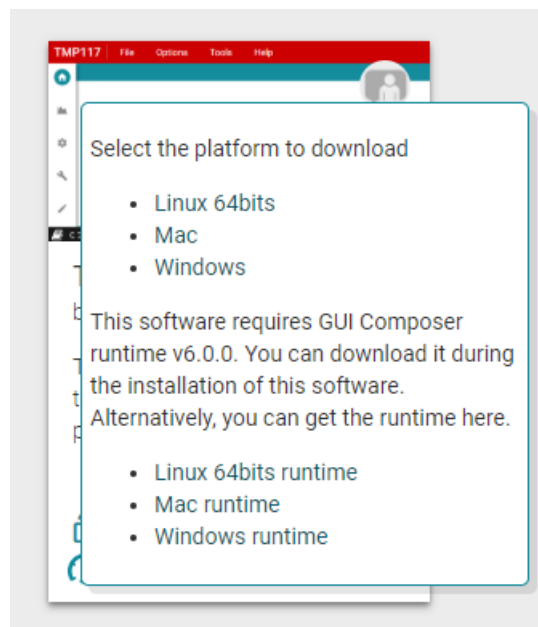 TMP117 File Options Tools Help
Select the platform to download
Linux 64bits
Mac
Windows
This software requires GUI Composer
runtime v6.0.0. You can download it during
the installation of this software.
Alternatively, you can get the runtime here.
Linux 64bits runtime
Mac runtime
Windows runtime